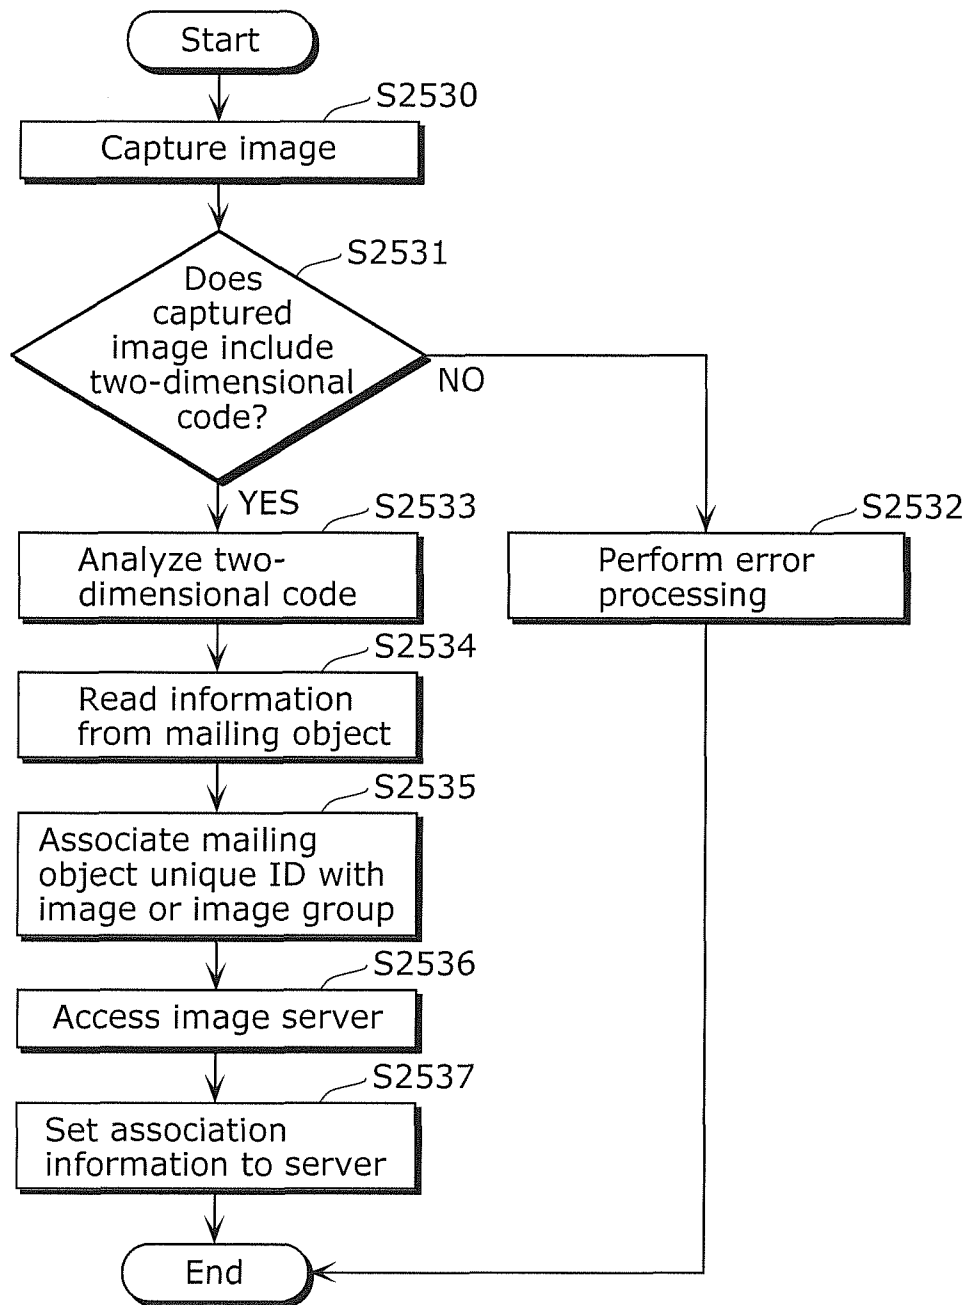 Start
S2530
Capture image
S2531
Does
captured
image include
two-dimensional
code?
NO
YES
S2533
Analyze two-
dimensional code
S2532
Perform error
processing
S2534
Read information
from mailing object
S2535
Associate mailing
object unique ID with
image or image group
S2536
Access image server
S2537
Set association
information to server
End